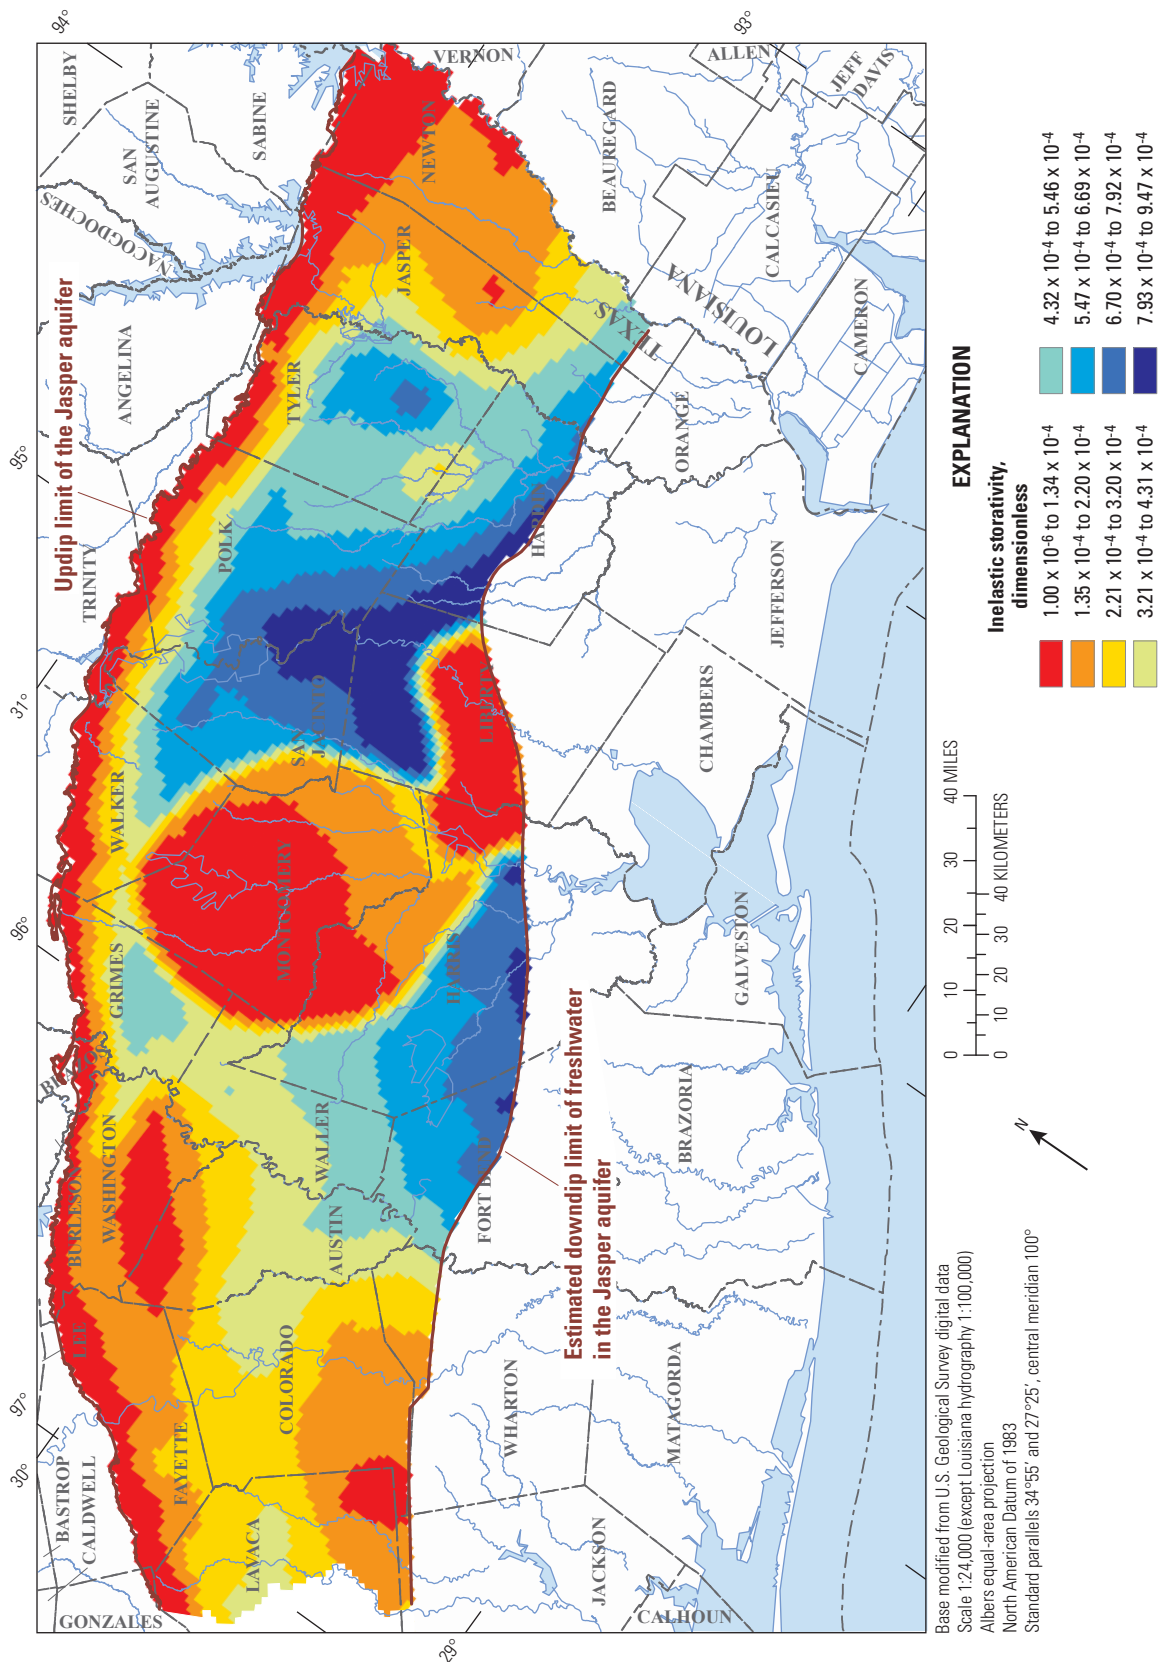 94°
93°
95°
31°
96°
97°
30°
29°
SHELBY
SAN
AUGUSTINE
SABINE
VERNON
ALLEN
JEFF
DAVIS
NACOGDOCHES
NEWTON
BEAUREGARD
ANGELINA
JASPER
CALCASIEU
TEXAS
LOUISIANA
CAMERON
Updip limit of the Jasper aquifer
TYLER
ORANGE
TRINITY
POLK
HARDIN
JEFFERSON
SAN
JACINTO
LIBERTY
CHAMBERS
WALKER
MONTGOMERY
GRIMES
HARRIS
GALVESTON
BRAZOS
WASHINGTON
WALLER
BRAZORIA
BURLESON
AUSTIN
FORT BEND
Estimated downdip limit of freshwater
in the Jasper aquifer
LEE
COLORADO
WHARTON
MATAGORDA
BASTROP
CALDWELL
FAYETTE
LAVACA
JACKSON
GONZALES
CALHOUN
EXPLANATION
Inelastic storativity,
dimensionless
1.00 x 10-6 to 1.34 x 10-4
1.35 x 10-4 to 2.20 x 10-4
2.21 x 10-4 to 3.20 x 10-4
3.21 x 10-4 to 4.31 x 10-4
4.32 x 10-4 to 5.46 x 10-4
5.47 x 10-4 to 6.69 x 10-4
6.70 x 10-4 to 7.92 x 10-4
7.93 x 10-4 to 9.47 x 10-4
0 10 20 30 40 MILES
0 10 20 30 40 KILOMETERS
N
Base modified from U.S. Geological Survey digital data
Scale 1:24,000 (except Louisiana hydrography 1:100,000)
Albers equal-area projection
North American Datum of 1983
Standard parallels 34°55′ and 27°25′, central meridian 100°